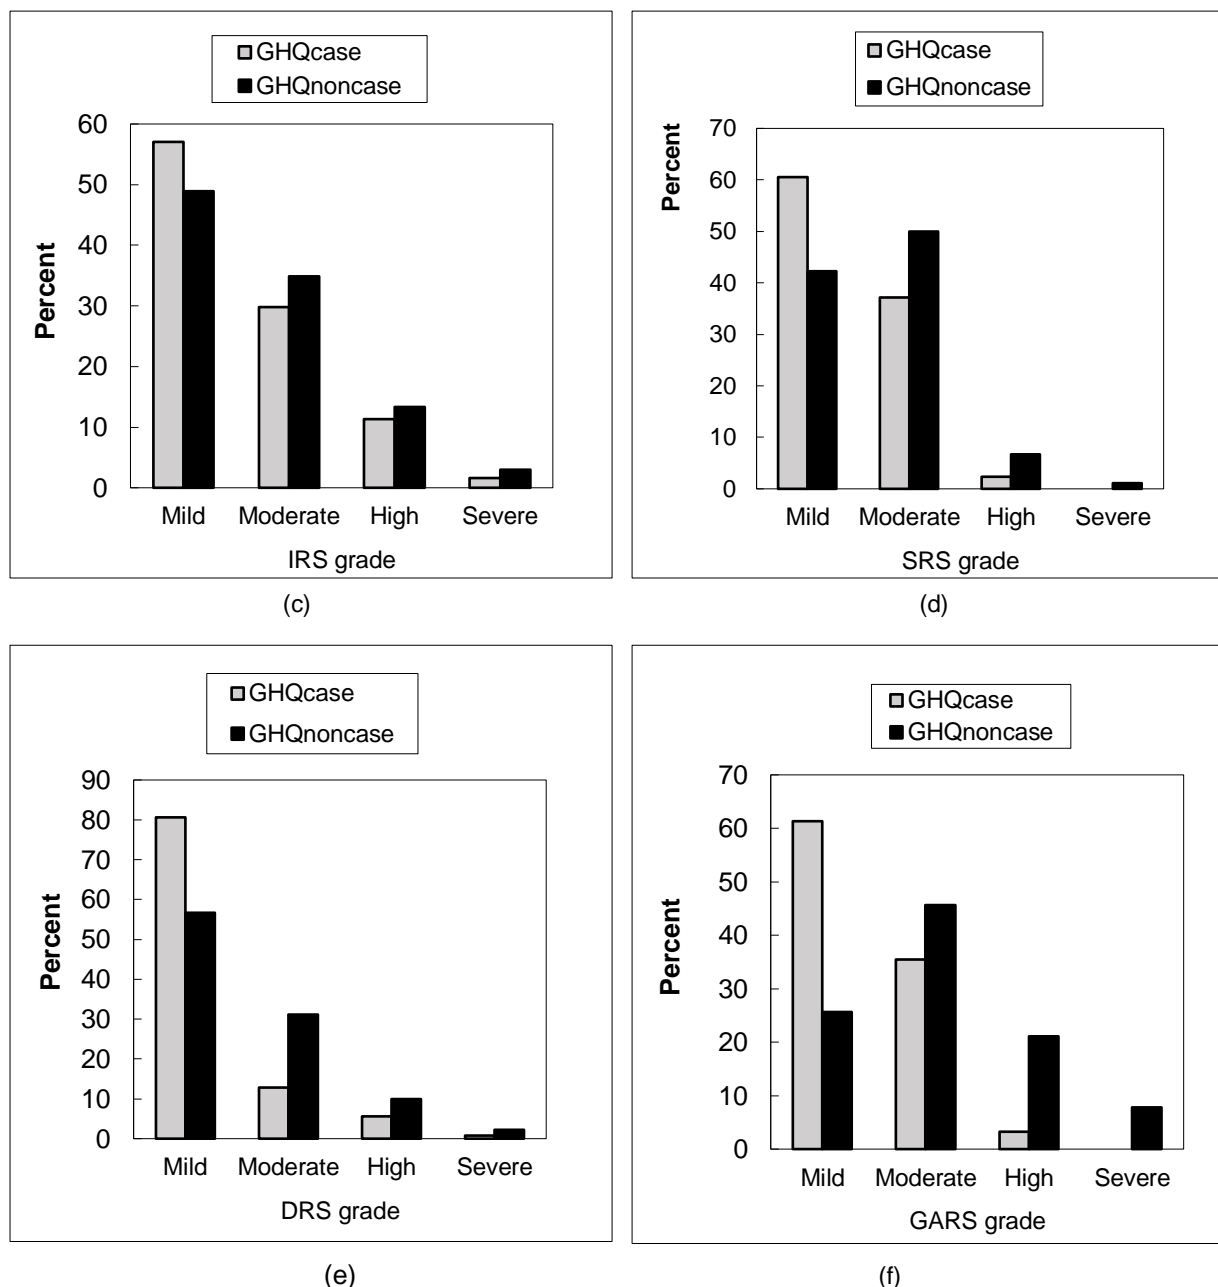 GHQcase
GHQnoncase
60
50
40
30
20
10
0
Percent
Mild Moderate High Severe
IRS grade
(c)
GHQcase
GHQnoncase
70
60
50
40
30
20
10
0
Percent
Mild Moderate High Severe
SRS grade
(d)
GHQcase
GHQnoncase
90
80
70
60
50
40
30
20
10
0
Percent
Mild Moderate High Severe
DRS grade
(e)
GHQcase
GHQnoncase
70
60
50
40
30
20
10
0
Percent
Mild Moderate High Severe
GARS grade
(f)